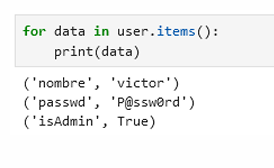 for data in user.items():
    print(data)
('nombre', 'victor')
('passwd', 'P@ssw0rd')
('isAdmin', True)